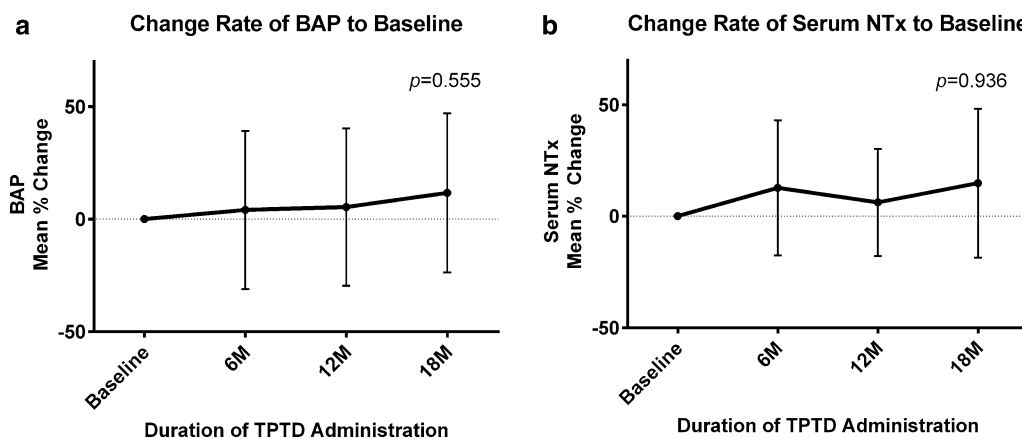 a
Change Rate of BAP to Baseline
p=0.555
50
0
-50
BAP
Mean % Change
Baseline
6M
12M
18M
Duration of TPTD Administration
b
Change Rate of Serum NTx to Baseline
p=0.936
50
0
-50
Serum NTx
Mean % Change
Baseline
6M
12M
18M
Duration of TPTD Administration